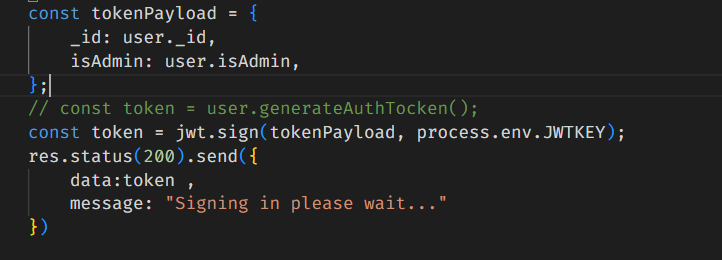 const tokenPayload = {
    _id: user._id,
    isAdmin: user.isAdmin,
};
// const token = user.generateAuthTocken();
const token = jwt.sign(tokenPayload, process.env.JWTKEY);
res.status(200).send({
    data:token ,
    message: "Signing in please wait..."
})